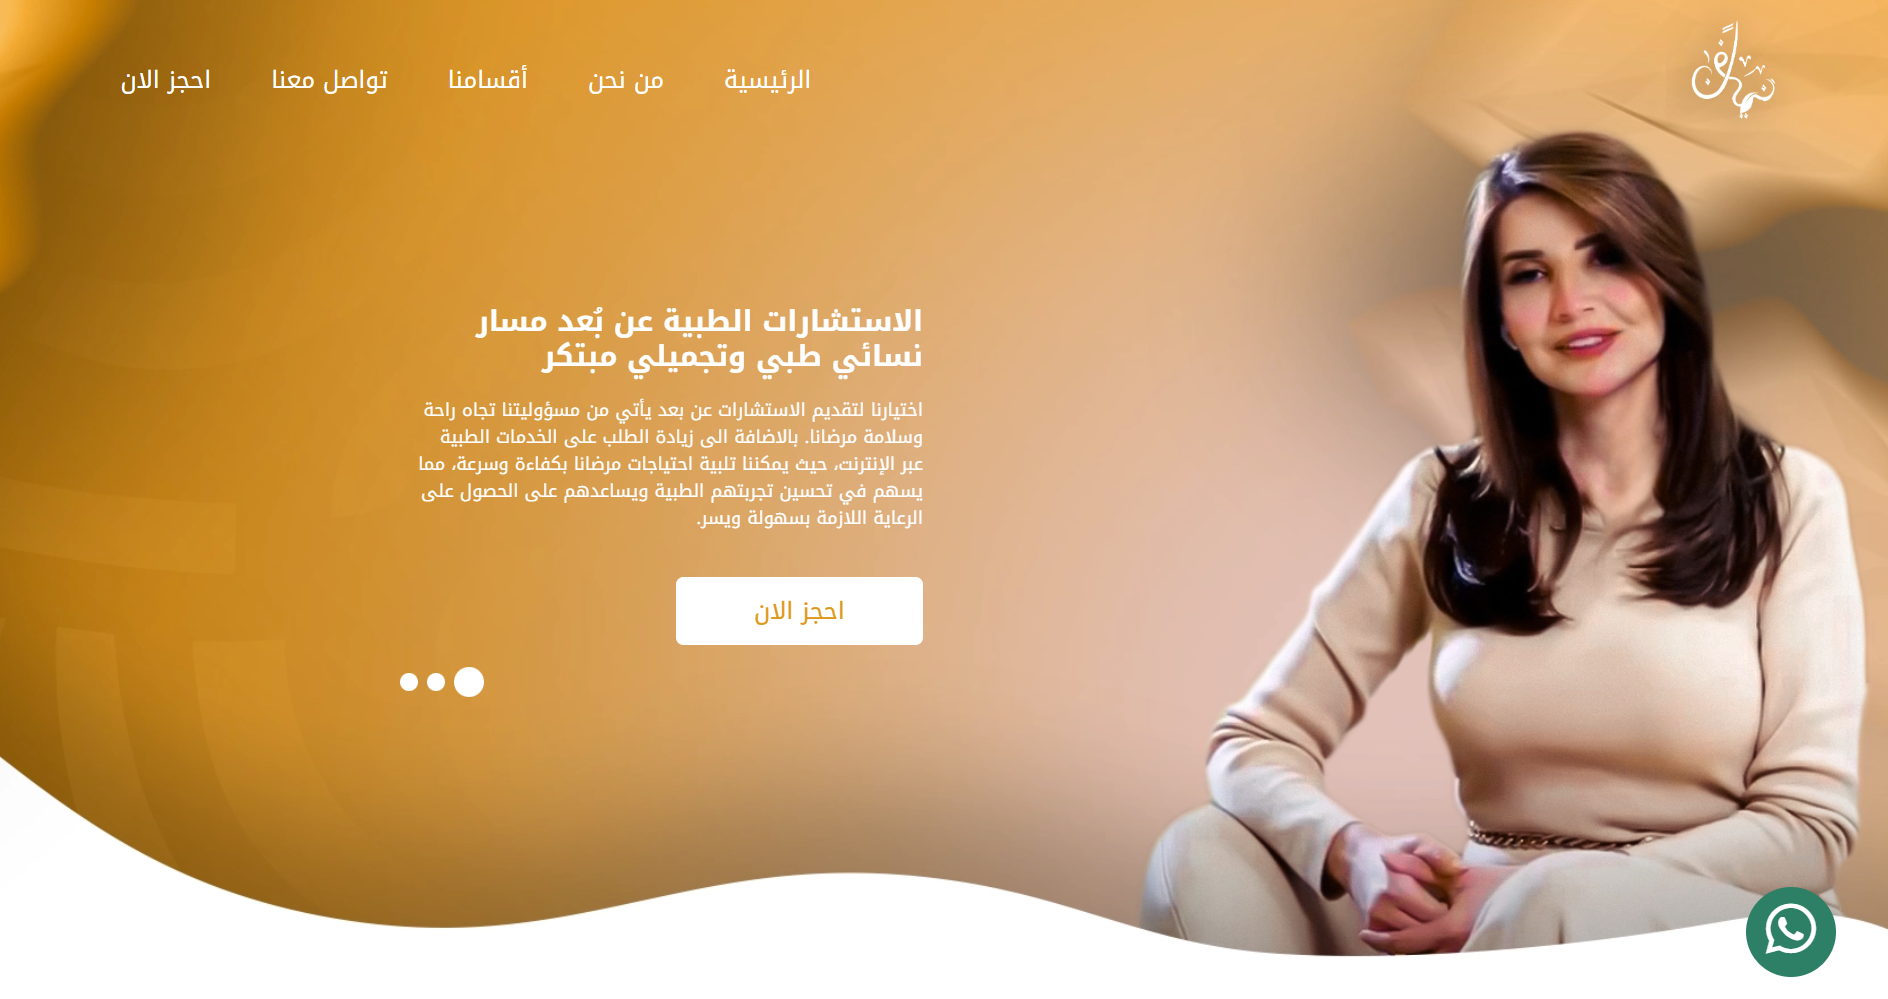 الرئيسية
من نحن
أقسامنا
تواصل معنا
احجز الان
الاستشارات الطبية عن بُعد مسار
نسائي طبي وتجميلي مبتكر
اختيارنا لتقديم الاستشارات عن بعد يأتي من مسؤوليتنا تجاه راحة
وسلامة مرضانا. بالاضافة الى زيادة الطلب على الخدمات الطبية
عبر الإنترنت، حيث يمكننا تلبية احتياجات مرضانا بكفاءة وسرعة، مما
يسهم في تحسين تجربتهم الطبية ويساعدهم على الحصول على
الرعاية اللازمة بسهولة ويسر.
احجز الان